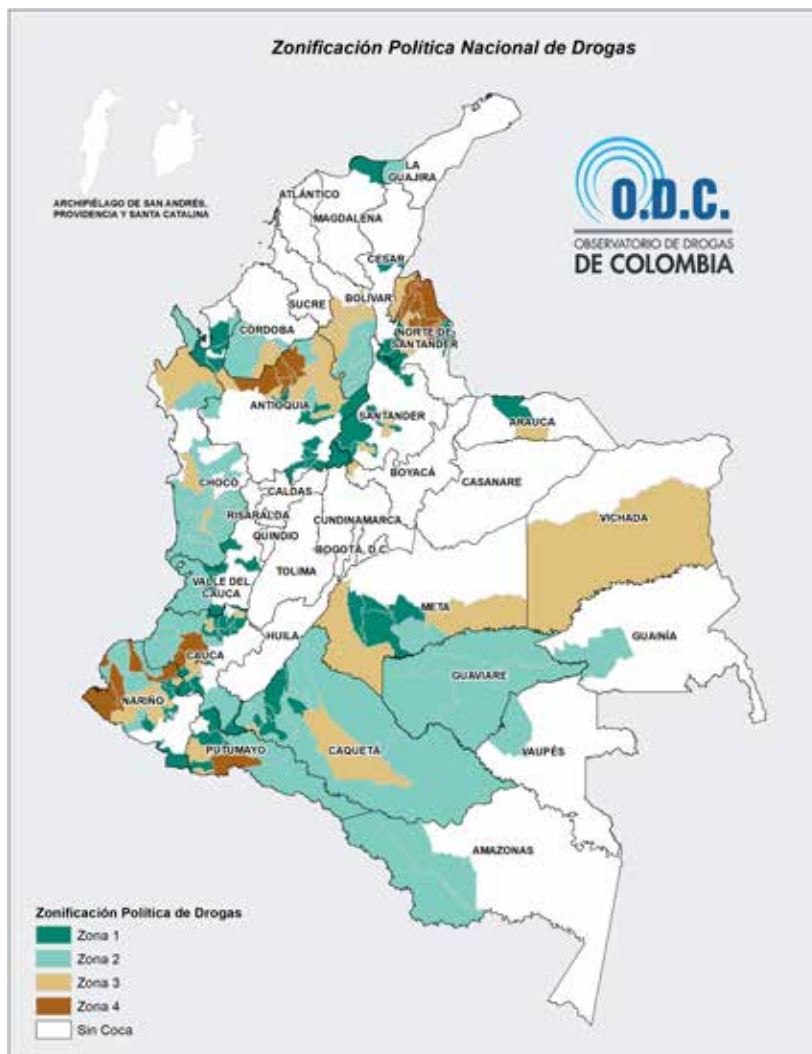 Zonificación Política Nacional de Drogas
ARCHIPIÉLAGO DE SAN ANDRÉS,
PROVIDENCIA Y SANTA CATALINA
O.D.C.
OBSERVATORIO DE DROGAS
DE COLOMBIA
LA
GUAJIRA
ATLÁNTICO
MAGDALENA
CESAR
BOLÍVAR
SUCRE
CÓRDOBA
NORTE DE
SANTANDER
ANTIOQUIA
SANTANDER
ARAUCA
BOYACÁ
CHOCÓ
CALDAS
CASANARE
RISARALDA
CUNDINAMARCA
VICHADA
QUINDIO
BOGOTÁ, D.C.
TOLIMA
VALLE DEL
CAUCA
META
HUILA
GUAINÍA
CAUCA
GUAVIARE
NARIÑO
VAUPÉS
PUTUMAYO
CAQUETÁ
AMAZONAS
Zonificación Política de Drogas
Zona 1
Zona 2
Zona 3
Zona 4
Sin Coca